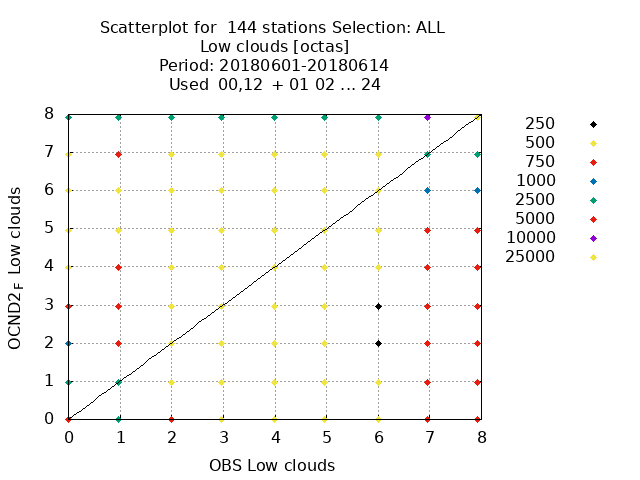 Scatterplot for  144 stations Selection: ALL
Low clouds [octas]
Period: 20180601-20180614
Used  00,12  + 01 02 ... 24
8
7
6
5
4
3
2
1
0
0 1 2 3 4 5 6 7 8
OCND2F Low clouds
OBS Low clouds
250
500
750
1000
2500
5000
10000
25000